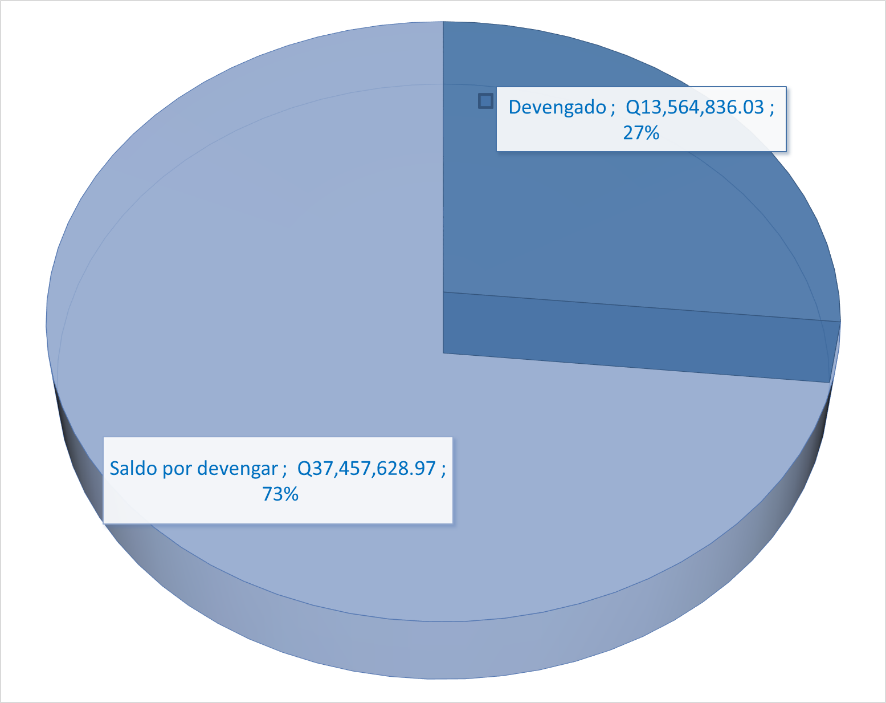 Devengado ;  Q13,564,836.03 ;
27%
Saldo por devengar ;  Q37,457,628.97 ;
73%